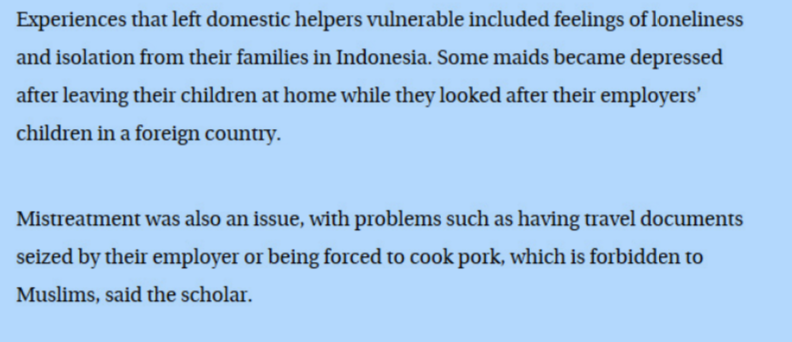 Experiences that left domestic helpers vulnerable included feelings of loneliness
and isolation from their families in Indonesia. Some maids became depressed
after leaving their children at home while they looked after their employers’
children in a foreign country.
Mistreatment was also an issue, with problems such as having travel documents
seized by their employer or being forced to cook pork, which is forbidden to
Muslims, said the scholar.